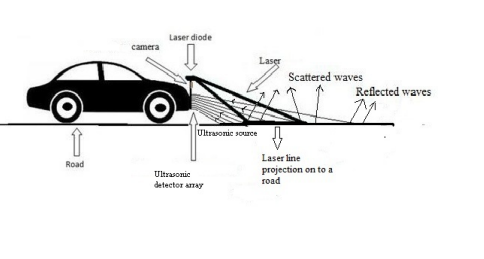 Laser diode
camera
Laser
Scattered waves
Reflected waves
Ultrasonic source
Road
Ultrasonic
detector array
Laser line
projection on to a
road